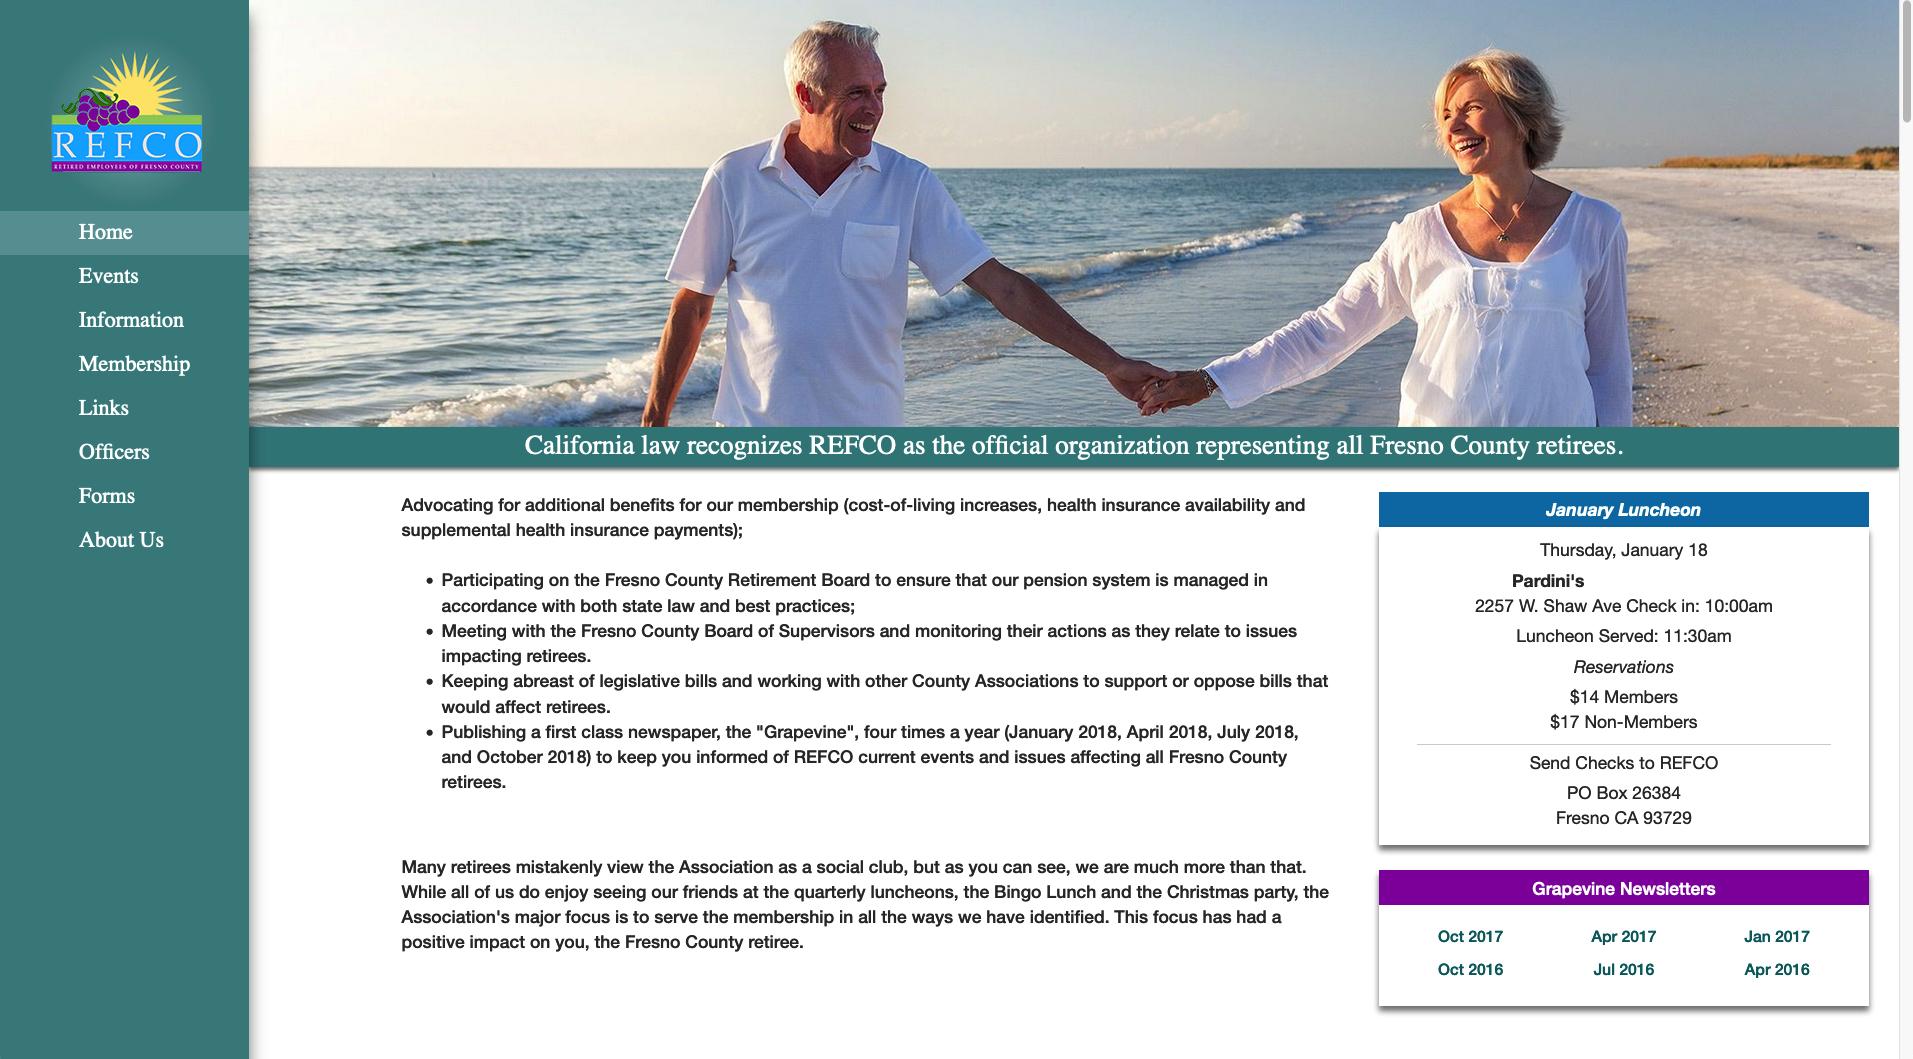 REFCO
RETIRED EMPLOYEES OF FRESNO COUNTY
Home
Events
Information
Membership
Links
Officers
Forms
About Us
California law recognizes REFCO as the official organization representing all Fresno County retirees.
Advocating for additional benefits for our membership (cost-of-living increases, health insurance availability and
supplemental health insurance payments);
• Participating on the Fresno County Retirement Board to ensure that our pension system is managed in
accordance with both state law and best practices;
• Meeting with the Fresno County Board of Supervisors and monitoring their actions as they relate to issues
impacting retirees.
• Keeping abreast of legislative bills and working with other County Associations to support or oppose bills that
would affect retirees.
• Publishing a first class newspaper, the "Grapevine", four times a year (January 2018, April 2018, July 2018,
and October 2018) to keep you informed of REFCO current events and issues affecting all Fresno County
retirees.
Many retirees mistakenly view the Association as a social club, but as you can see, we are much more than that.
While all of us do enjoy seeing our friends at the quarterly luncheons, the Bingo Lunch and the Christmas party, the
Association's major focus is to serve the membership in all the ways we have identified. This focus has had a
positive impact on you, the Fresno County retiree.
January Luncheon
Thursday, January 18
Pardini's
2257 W. Shaw Ave Check in: 10:00am
Luncheon Served: 11:30am
Reservations
$14 Members
$17 Non-Members
Send Checks to REFCO
PO Box 26384
Fresno CA 93729
Grapevine Newsletters
Oct 2017 Apr 2017 Jan 2017
Oct 2016 Jul 2016 Apr 2016